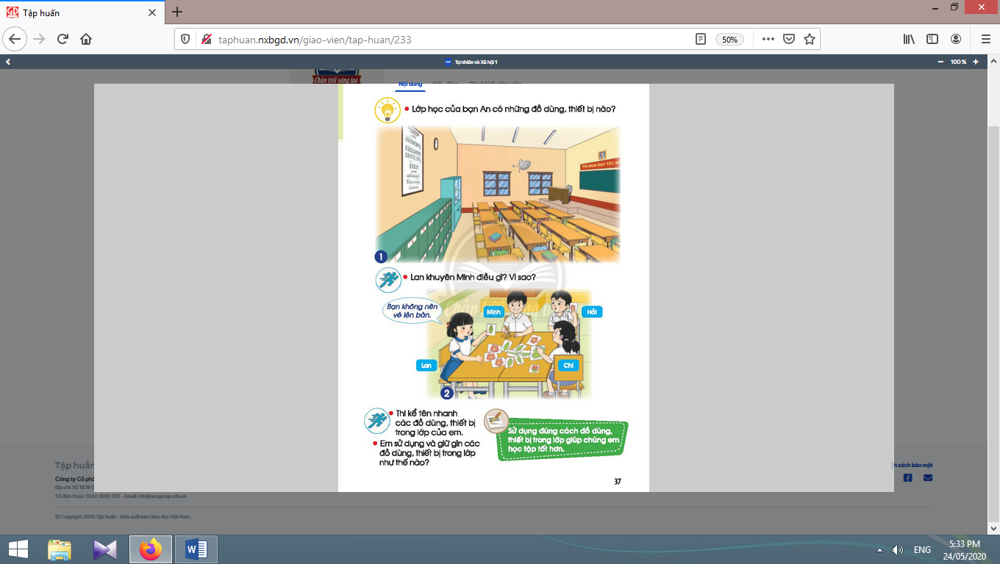 Tập huấn
taphuan.nxbgd.vn/giao-vien/tap-huan/233
50%
Tự nhiên và Xã hội 1
100 %
Chân trời sáng tạo
Nội dung
Lớp học của bạn An có những đồ dùng, thiết bị nào?
THI ĐUA DẠY TỐT, H
1
Lan khuyên Minh điều gì? Vì sao?
Bạn không nên
vẽ lên bàn.
Minh
Hải
Lan
Chi
2
Thi kể tên nhanh
các đồ dùng, thiết bị
trong lớp của em.
Em sử dụng và giữ gìn các
đồ dùng, thiết bị trong lớp
như thế nào?
Sử dụng đúng cách đồ dùng,
thiết bị trong lớp giúp chúng em
học tập tốt hơn.
37
Tập huấn
Công ty Cổ ph
Địa chỉ: Số 187B
Số điện thoại: 0242 2610 333 - Email: info@aesgroup.edu.vn
h sách bảo mật
© Copyright 2020 Tập huấn - Nhà xuất bản Giáo dục Việt Nam
ENG
5:33 PM
24/05/2020